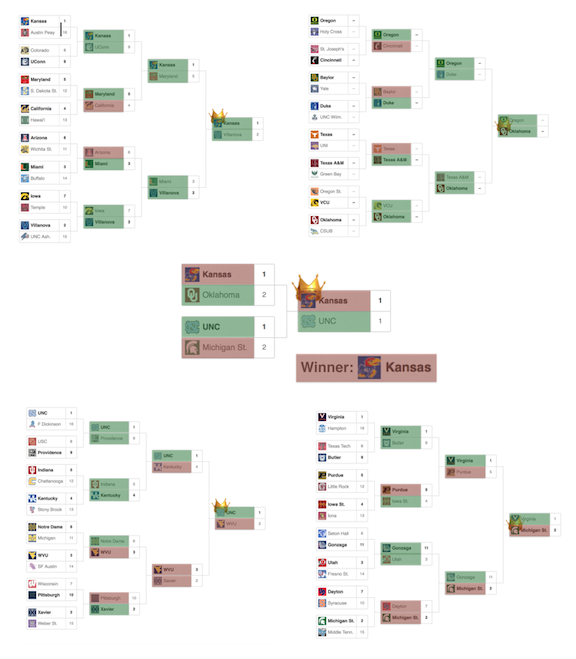 Kansas 1
Austin Peay 16
Colorado 8
UConn 9
Maryland 5
S. Dakota St. 12
California 4
Hawai'i 13
Arizona 6
Wichita St. 11
Miami 3
Buffalo 14
Iowa 7
Temple 10
Villanova 2
UNC Ash. 15
Kansas 1
UConn 9
Maryland 5
California 4
Arizona 6
Miami 3
Iowa 7
Villanova 2
Kansas 1
Maryland 5
Miami 3
Villanova 2
Kansas 1
Villanova 2
Oregon –
Holy Cross –
St. Joseph's –
Cincinnati –
Baylor –
Yale –
Duke –
UNC Wilm. –
Texas –
UNI –
Texas A&M –
Green Bay –
Oregon St. –
VCU –
Oklahoma –
CSUB –
Oregon –
Cincinnati –
Baylor –
Duke –
Texas –
Texas A&M –
VCU –
Oklahoma –
Oregon –
Duke –
Texas A&M –
Oklahoma –
Oregon –
Oklahoma –
Kansas 1
Oklahoma 2
UNC 1
Michigan St. 2
Kansas 1
UNC 1
Winner: Kansas
UNC 1
F Dickinson 16
USC 8
Providence 9
Indiana 5
Chattanooga 12
Kentucky 4
Stony Brook 13
Notre Dame 6
Michigan 11
WVU 3
SF Austin 14
Wisconsin 7
Pittsburgh 10
Xavier 2
Weber St. 15
UNC 1
Providence 9
Indiana 5
Kentucky 4
Notre Dame 6
WVU 3
Pittsburgh 10
Xavier 2
UNC 1
Kentucky 4
WVU 3
Xavier 2
UNC 1
WVU 3
Virginia 1
Hampton 16
Texas Tech 8
Butler 9
Purdue 5
Little Rock 12
Iowa St. 4
Iona 13
Seton Hall 6
Gonzaga 11
Utah 3
Fresno St. 14
Dayton 7
Syracuse 10
Michigan St. 2
Middle Tenn. 15
Virginia 1
Butler 9
Purdue 5
Iowa St. 4
Gonzaga 11
Utah 3
Dayton 7
Michigan St. 2
Virginia 1
Purdue 5
Gonzaga 11
Michigan St. 2
Virginia 1
Michigan St. 2